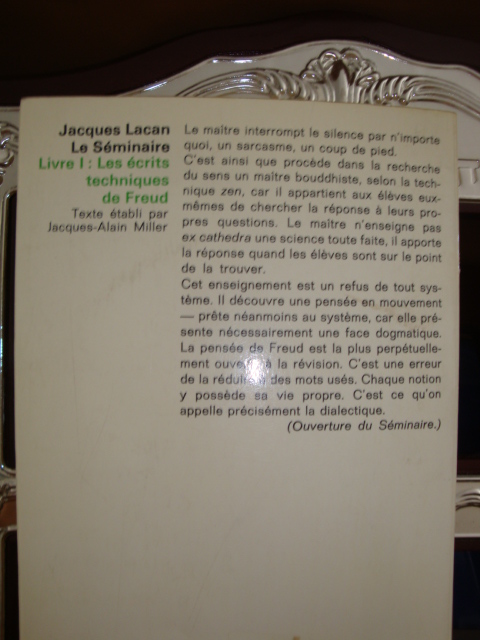 Jacques Lacan
Le Séminaire
Livre I : Les écrits
techniques
de Freud
Texte établi par
Jacques-Alain Miller
Le maître interrompt le silence par n'importe
quoi, un sarcasme, un coup de pied.
C'est ainsi que procède dans la recherche
du sens un maître bouddhiste, selon la tech-
nique zen, car il appartient aux élèves eux-
mêmes de chercher la réponse à leurs pro-
pres questions. Le maître n'enseigne pas
ex cathedra une science toute faite, il apporte
la réponse quand les élèves sont sur le point
de la trouver.
Cet enseignement est un refus de tout sys-
tème. Il découvre une pensée en mouvement
— prête néanmoins au système, car elle pré-
sente nécessairement une face dogmatique.
La pensée de Freud est la plus perpétuelle-
ment à la révision. C'est une erreur
de la des mots usés. Chaque notion
y possède sa vie propre. C'est ce qu'on
appelle précisément la dialectique.
(Ouverture du Séminaire.)